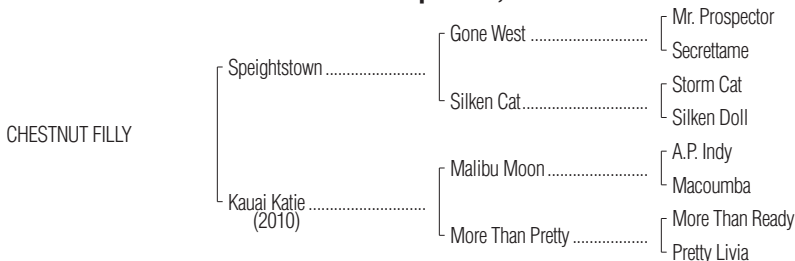 Mr. Prospector
Gone West
Secrettame
Speightstown
Storm Cat
Silken Cat
Silken Doll
CHESTNUT FILLY
A.P. Indy
Malibu Moon
Macoumba
Kauai Katie
(2010)
More Than Ready
More Than Pretty
Pretty Livia